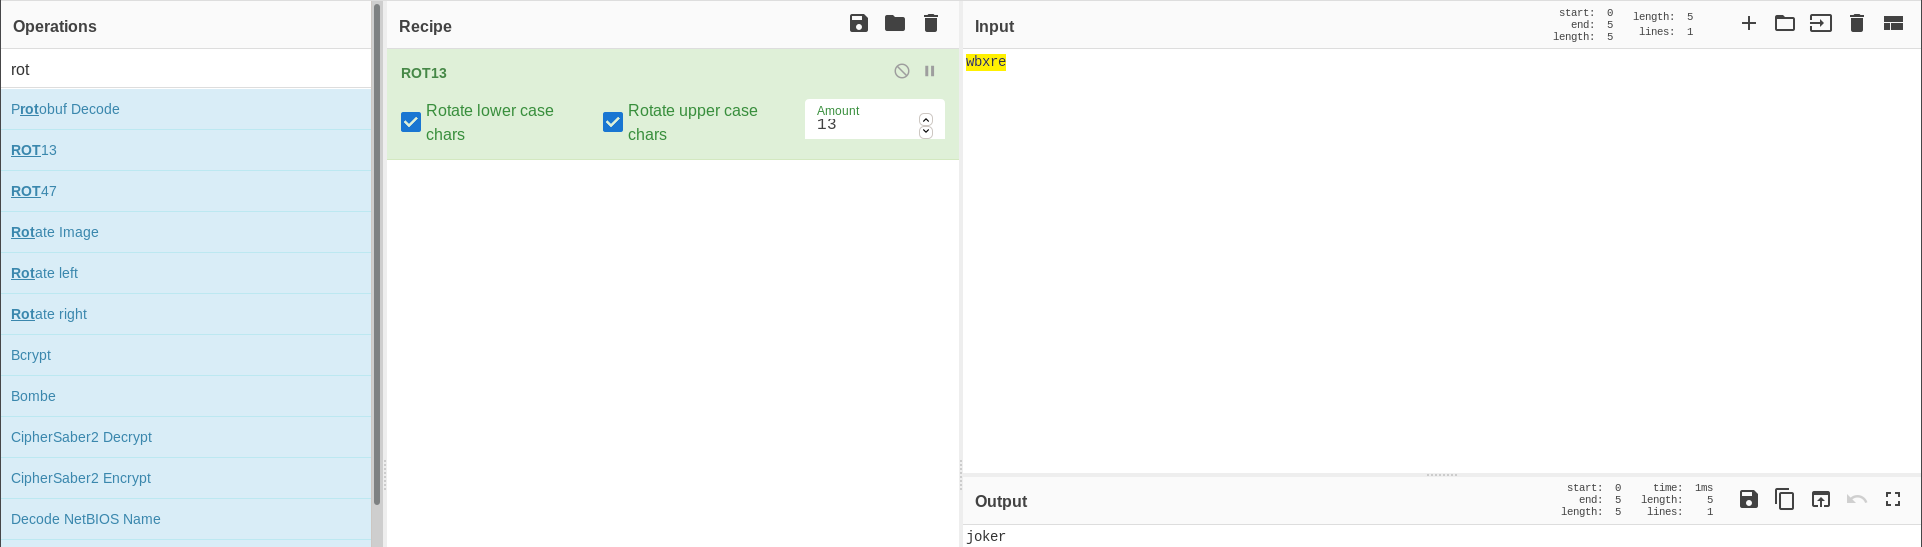 Operations
rot
Protobuf Decode
ROT13
ROT47
Rotate Image
Rotate left
Rotate right
Bcrypt
Bombe
CipherSaber2 Decrypt
CipherSaber2 Encrypt
Decode NetBIOS Name
Recipe
ROT13
Rotate lower case
chars
Rotate upper case
chars
Amount
13
Input
start: 0
end: 5
length: 5
length: 5
lines: 1
wbxre
Output
start: 0
end: 5
length: 5
time: 1ms
length: 5
lines: 1
joker